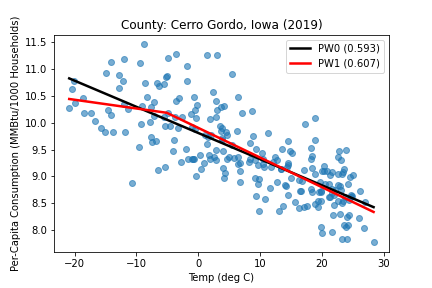 County: Cerro Gordo, Iowa (2019)
Per-Capita Consumption (MMBtu/1000 Households)
11.5
11.0
10.5
10.0
9.5
9.0
8.5
8.0
PW0 (0.593)
PW1 (0.607)
−20 −10 0 10 20 30
Temp (deg C)